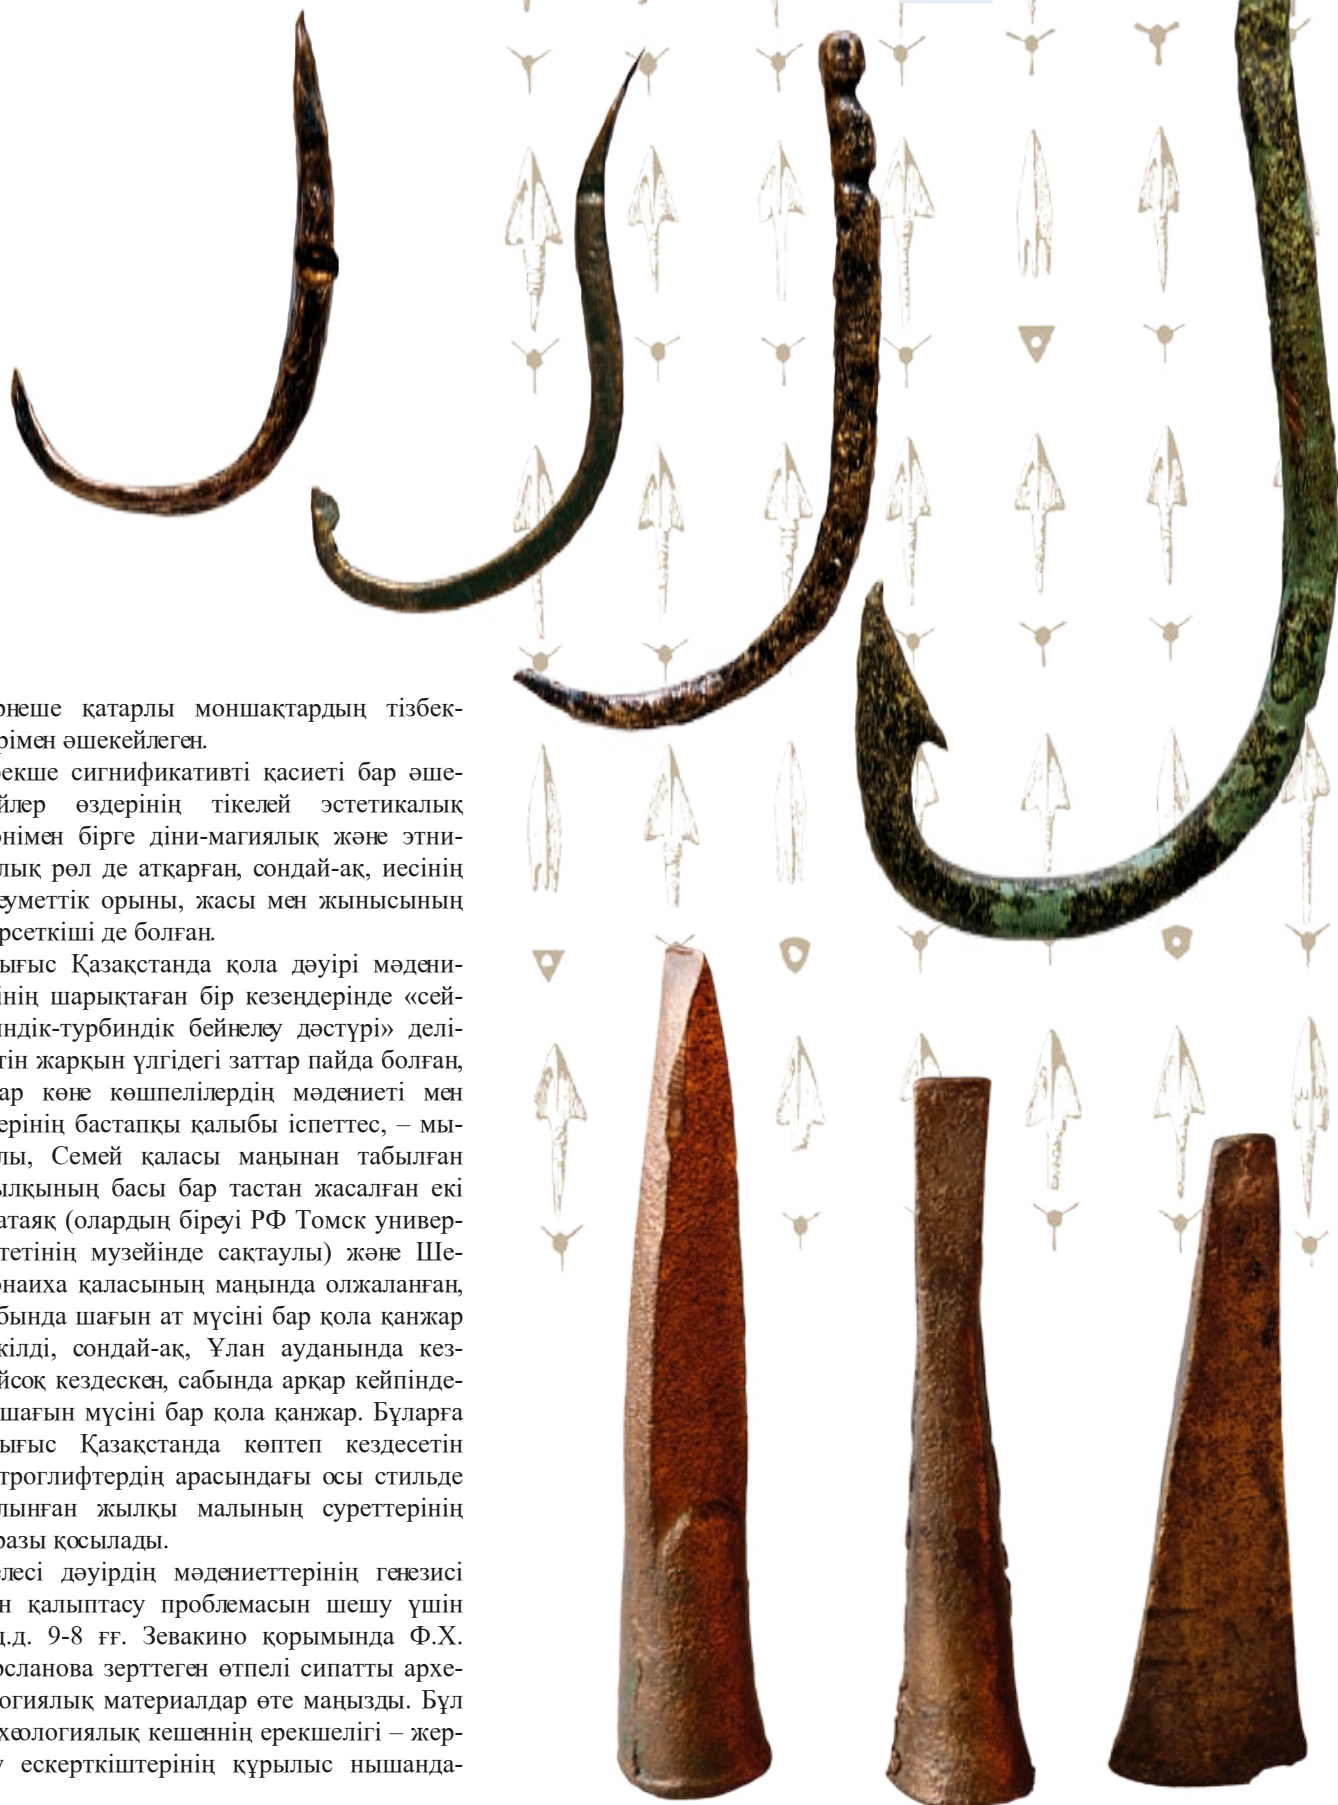 рнеше қатарлы моншақтардың тізбек-
рімен әшекейлеген.
екше сигнификативті қасиеті бар әше-
йлер өздерінің тікелей эстетикалық
німен бірге діни-магиялық және этни-
лық рөл де атқарған, сондай-ақ, иесінің
еуметтік орыны, жасы мен жынысының
рсеткіші де болған.
ығыс Қазақстанда қола дәуірі мәдени-
інің шарықтаған бір кезеңдерінде «сей-
индік-турбиндік бейнелеу дәстүрі» делі-
тін жарқын үлгідегі заттар пайда болған,
ар көне көшпелілердің мәдениеті мен
ерінің бастапқы қалыбы іспеттес, – мы-
лы, Семей қаласы маңынан табылған
ылқының басы бар тастан жасалған екі
атаяқ (олардың біреуі РФ Томск универ-
тетінің музейінде сақтаулы) және Ше-
онаиха қаласының маңында олжаланған,
бында шағын ат мүсіні бар қола қанжар
кілді, сондай-ақ, Ұлан ауданында кез-
йсоқ кездескен, сабында арқар кейпінде-
шағын мүсіні бар қола қанжар. Бұларға
ығыс Қазақстанда көптеп кездесетін
троглифтердің арасындағы осы стильде
лынған жылқы малының суреттерінің
разы қосылады.
елесі дәуірдің мәдениеттерінің генезисі
н қалыптасу проблемасын шешу үшін
д.д. 9-8 ғғ. Зевакино қорымында Ф.Х.
рсланова зерттеген өтпелі сипатты архе-
огиялық материалдар өте маңызды. Бұл
хеологиялық кешеннің ерекшелігі – жер-
у ескерткіштерінің құрылыс нышанда-